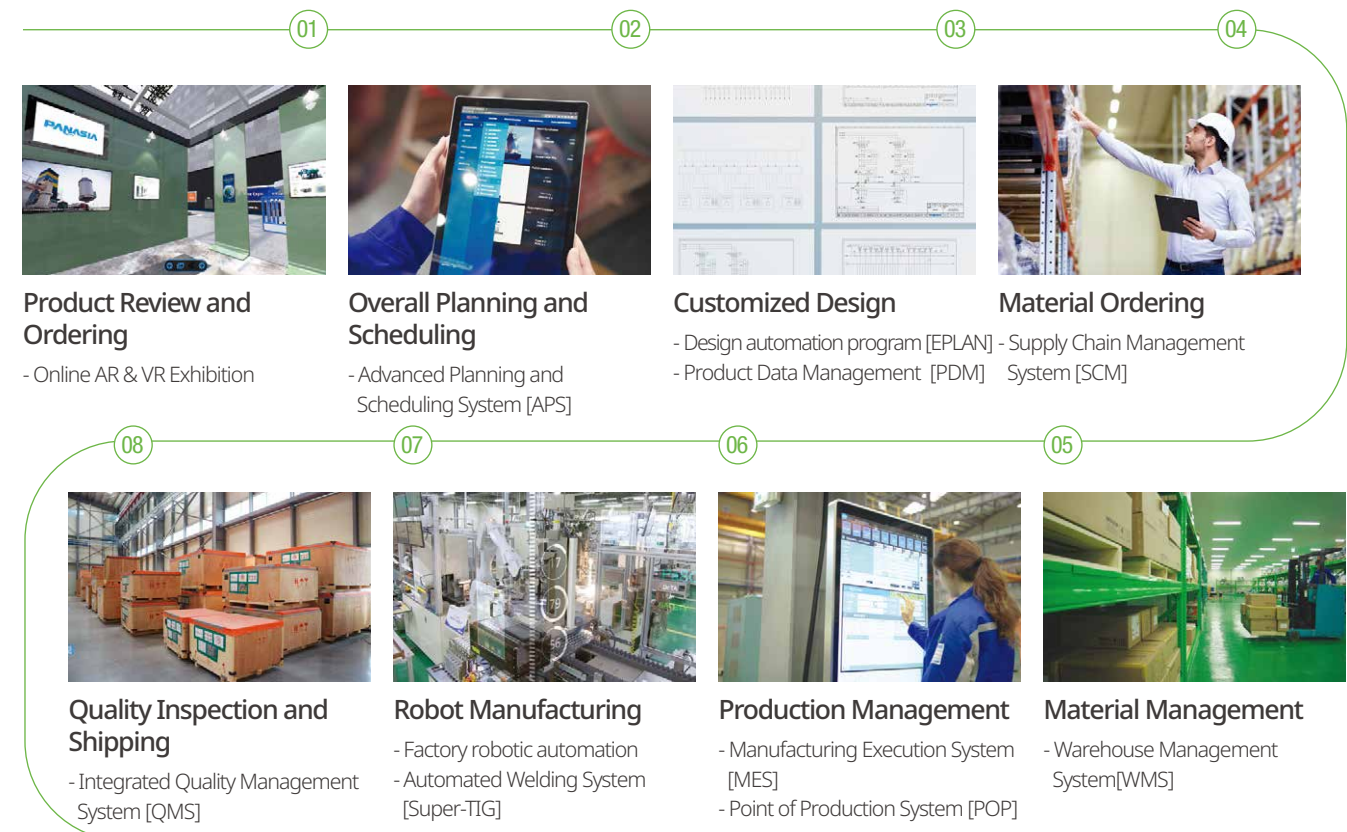 01
02
03
04
PANASIA
Product Review and
Ordering
- Online AR & VR Exhibition
Overall Planning and
Scheduling
- Advanced Planning and
Scheduling System [APS]
Customized Design
- Design automation program [EPLAN]
- Product Data Management [PDM]
Material Ordering
- Supply Chain Management
System [SCM]
05
Material Management
- Warehouse Management
System[WMS]
06
Production Management
- Manufacturing Execution System
[MES]
- Point of Production System [POP]
07
79
Robot Manufacturing
- Factory robotic automation
- Automated Welding System
[Super-TIG]
08
Quality Inspection and
Shipping
- Integrated Quality Management
System [QMS]